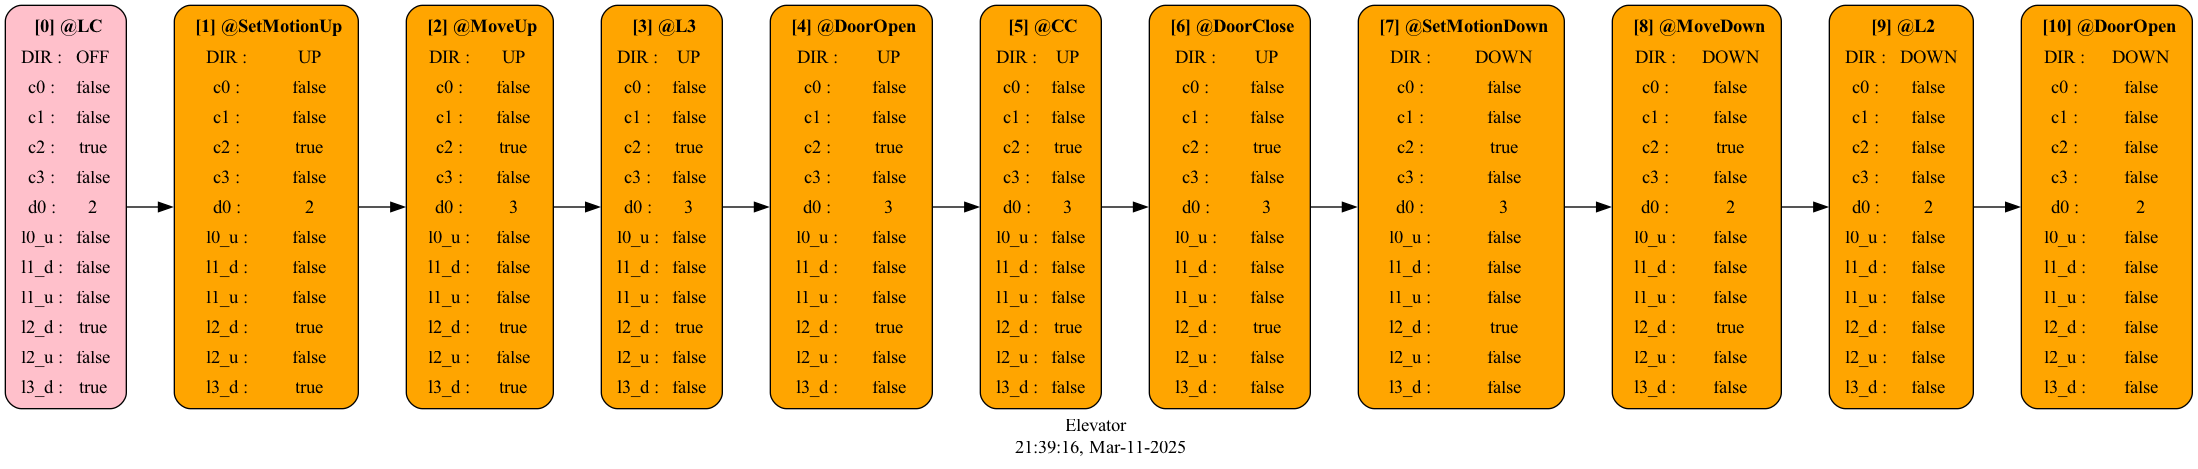 [0] @LC
DIR : OFF
c0 : false
c1 : false
c2 : true
c3 : false
d0 : 2
l0_u : false
l1_d : false
l1_u : false
l2_d : true
l2_u : false
l3_d : true
[1] @SetMotionUp
DIR : UP
c0 : false
c1 : false
c2 : true
c3 : false
d0 : 2
l0_u : false
l1_d : false
l1_u : false
l2_d : true
l2_u : false
l3_d : true
[2] @MoveUp
DIR : UP
c0 : false
c1 : false
c2 : true
c3 : false
d0 : 3
l0_u : false
l1_d : false
l1_u : false
l2_d : true
l2_u : false
l3_d : true
[3] @L3
DIR : UP
c0 : false
c1 : false
c2 : true
c3 : false
d0 : 3
l0_u : false
l1_d : false
l1_u : false
l2_d : true
l2_u : false
l3_d : false
[4] @DoorOpen
DIR : UP
c0 : false
c1 : false
c2 : true
c3 : false
d0 : 3
l0_u : false
l1_d : false
l1_u : false
l2_d : true
l2_u : false
l3_d : false
[5] @CC
DIR : UP
c0 : false
c1 : false
c2 : true
c3 : false
d0 : 3
l0_u : false
l1_d : false
l1_u : false
l2_d : true
l2_u : false
l3_d : false
[6] @DoorClose
DIR : UP
c0 : false
c1 : false
c2 : true
c3 : false
d0 : 3
l0_u : false
l1_d : false
l1_u : false
l2_d : true
l2_u : false
l3_d : false
[7] @SetMotionDown
DIR : DOWN
c0 : false
c1 : false
c2 : true
c3 : false
d0 : 3
l0_u : false
l1_d : false
l1_u : false
l2_d : true
l2_u : false
l3_d : false
[8] @MoveDown
DIR : DOWN
c0 : false
c1 : false
c2 : true
c3 : false
d0 : 2
l0_u : false
l1_d : false
l1_u : false
l2_d : true
l2_u : false
l3_d : false
[9] @L2
DIR : DOWN
c0 : false
c1 : false
c2 : false
c3 : false
d0 : 2
l0_u : false
l1_d : false
l1_u : false
l2_d : false
l2_u : false
l3_d : false
[10] @DoorOpen
DIR : DOWN
c0 : false
c1 : false
c2 : false
c3 : false
d0 : 2
l0_u : false
l1_d : false
l1_u : false
l2_d : false
l2_u : false
l3_d : false
Elevator
21:39:16, Mar-11-2025